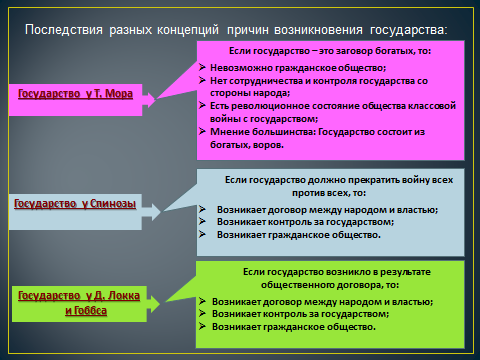 Последствия разных концепций причин возникновения государства:
Государство у Т. Мора
Если государство – это заговор богатых, то:
Невозможно гражданское общество;
Нет сотрудничества и контроля государства со
стороны народа;
Есть революционное состояние общества классовой
войны с государством;
Мнение большинства: Государство состоит из
богатых, воров.
Государство у Спинозы
Если государство должно прекратить войну всех
против всех, то:
Возникает договор между народом и властью;
Возникает контроль за государством;
Возникает гражданское общество.
Государство у Д. Локка
и Гоббса
Если государство возникло в результате
общественного договора, то:
Возникает договор между народом и властью;
Возникает контроль за государством;
Возникает гражданское общество.